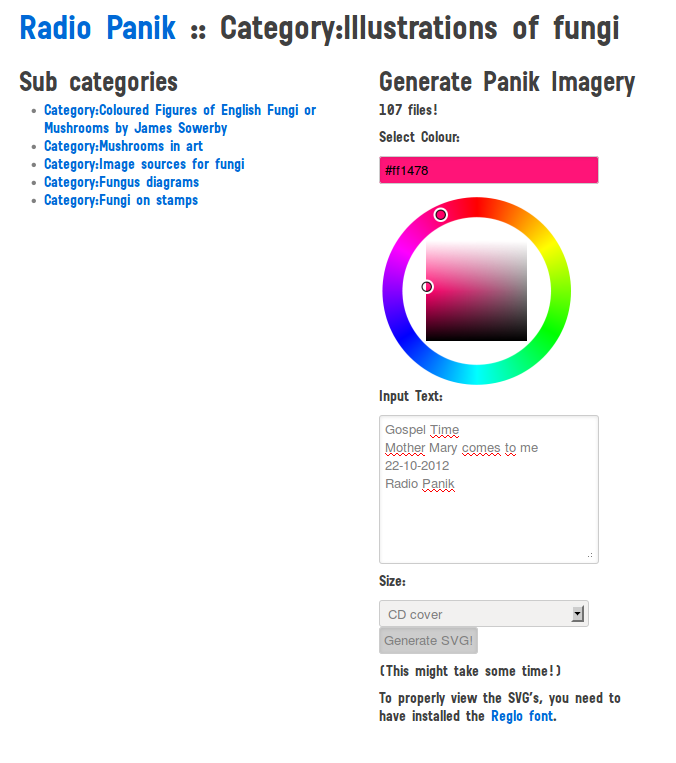 Radio Panik :: Category:Illustrations of fungi
Sub categories
Category:Coloured Figures of English Fungi or
Mushrooms by James Sowerby
Category:Mushrooms in art
Category:Image sources for fungi
Category:Fungus diagrams
Category:Fungi on stamps
Generate Panik Imagery
107 files!
Select Colour:
#ff1478
Input Text:
Gospel Time
Mother Mary comes to me
22-10-2012
Radio Panik
Size:
CD cover
Generate SVG!
(This might take some time!)
To properly view the SVG's, you need to
have installed the Reglo font.